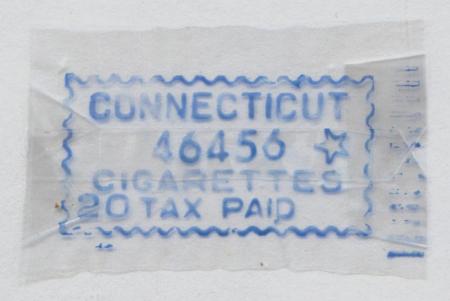 CONNECTICUT
46456 ☆
CIGARETTES
20 TAX PAID